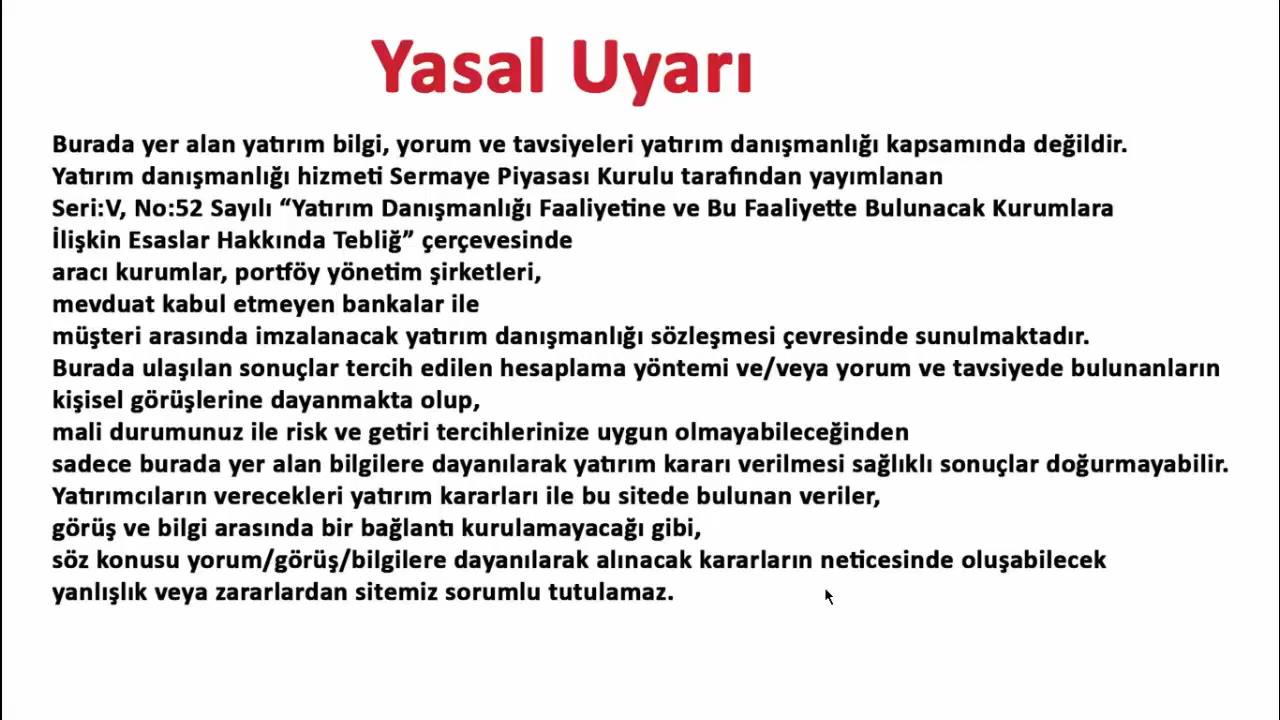 Yasal Uyarı
Burada yer alan yatırım bilgi, yorum ve tavsiyeleri yatırım danışmanlığı kapsamında değildir.
Yatırım danışmanlığı hizmeti Sermaye Piyasası Kurulu tarafından yayımlanan
Seri:V, No:52 Sayılı “Yatırım Danışmanlığı Faaliyetine ve Bu Faaliyette Bulunacak Kurumlara
İlişkin Esaslar Hakkında Tebliğ” çerçevesinde
aracı kurumlar, portföy yönetim şirketleri,
mevduat kabul etmeyen bankalar ile
müşteri arasında imzalanacak yatırım danışmanlığı sözleşmesi çevresinde sunulmaktadır.
Burada ulaşılan sonuçlar tercih edilen hesaplama yöntemi ve/veya yorum ve tavsiyede bulunanların
kişisel görüşlerine dayanmakta olup,
mali durumunuz ile risk ve getiri tercihlerinize uygun olmayabileceğinden
sadece burada yer alan bilgilere dayanılarak yatırım kararı verilmesi sağlıklı sonuçlar doğurmayabilir.
Yatırımcıların verecekleri yatırım kararları ile bu sitede bulunan veriler,
görüş ve bilgi arasında bir bağlantı kurulamayacağı gibi,
söz konusu yorum/görüş/bilgilere dayanılarak alınacak kararların neticesinde oluşabilecek
yanlışlık veya zararlardan sitemiz sorumlu tutulamaz.